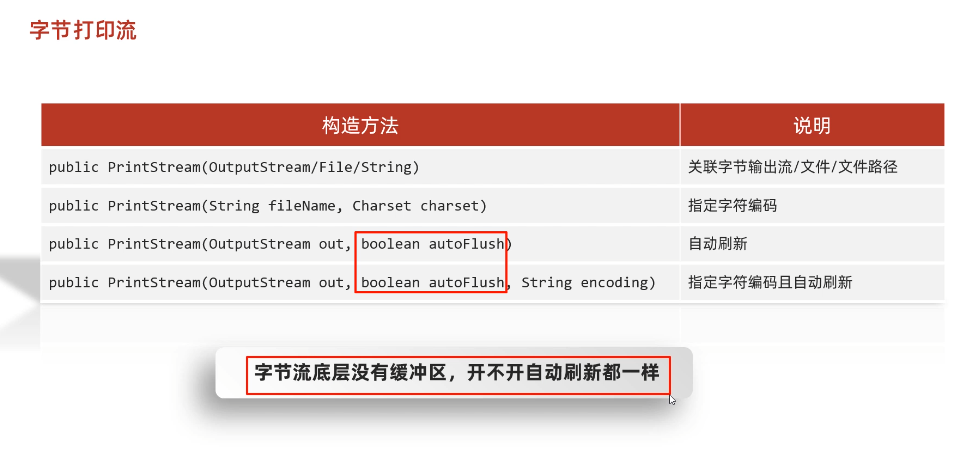 字节打印流
构造方法 说明
public PrintStream(OutputStream/File/String) 关联字节输出流/文件/文件路径
public PrintStream(String fileName, Charset charset) 指定字符编码
public PrintStream(OutputStream out, boolean autoFlush) 自动刷新
public PrintStream(OutputStream out, boolean autoFlush, String encoding) 指定字符编码且自动刷新
字节流底层没有缓冲区，开不开自动刷新都一样